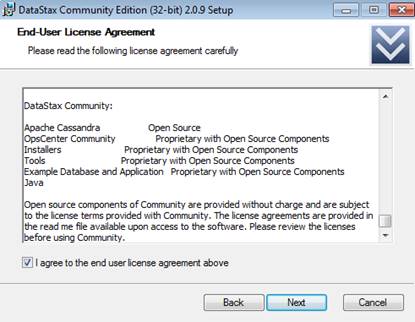 DataStax Community Edition (32-bit) 2.0.9 Setup
End-User License Agreement
Please read the following license agreement carefully
DataStax Community:
Apache Cassandra Open Source
OpsCenter Community Proprietary with Open Source Components
Installers Proprietary with Open Source Components
Tools Proprietary with Open Source Components
Example Database and Application Proprietary with Open Source Components
Java
Open source components of Community are provided without charge and are subject
to the license terms provided with Community. The license agreements are provided in
the read me file available upon access to the software. Please review the licenses
before using Community.
I agree to the end user license agreement above
Back Next Cancel